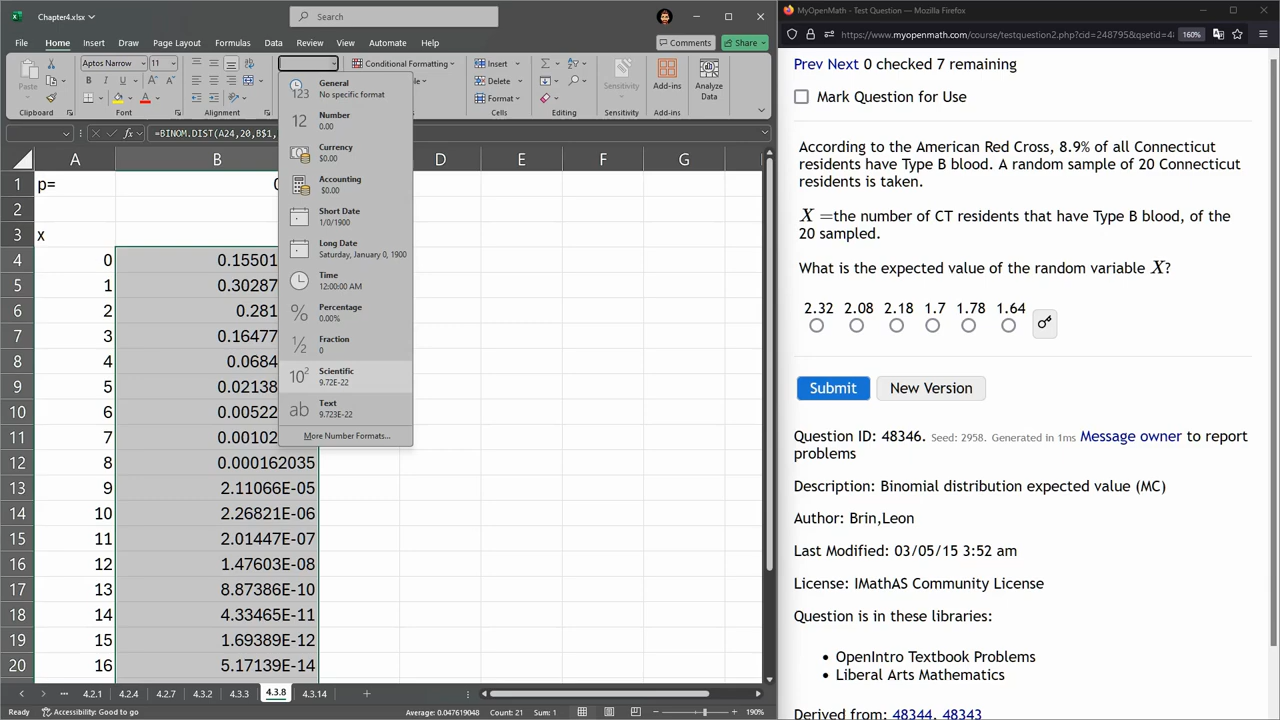 Chapter4.xlsx
Search
File Home Insert Draw Page Layout Formulas Data Review View Automate Help
Comments Share
Paste
Clipboard
Aptos Narrow 11
B I U
A A
Font
Alignment
Conditional Formatting
Insert
Delete
Format
Cells
Editing
Sensitivity
Sensitivity
Add-ins
Add-ins
Analyze
Data
fx =BINOM.DIST(A24,20,B$1,
General
No specific format
Number
0.00
Currency
$0.00
Accounting
$0.00
Short Date
1/0/1900
Long Date
Saturday, January 0, 1900
Time
12:00:00 AM
Percentage
0.00%
Fraction
0
Scientific
9.72E-22
Text
9.723E-22
More Number Formats...
A B D E F G
1 p= 0
2
3 x
4 0 0.15501
5 1 0.30287
6 2 0.281
7 3 0.16477
8 4 0.0684
9 5 0.02138
10 6 0.00522
11 7 0.00102
12 8 0.000162035
13 9 2.11066E-05
14 10 2.26821E-06
15 11 2.01447E-07
16 12 1.47603E-08
17 13 8.87386E-10
18 14 4.33465E-11
19 15 1.69389E-12
20 16 5.17139E-14
... 4.2.1 4.2.4 4.2.7 4.3.2 4.3.3 4.3.8 4.3.14 +
Ready Accessibility: Good to go Average: 0.047619048 Count: 21 Sum: 1 190%
MyOpenMath - Test Question — Mozilla Firefox
https://www.myopenmath.com/course/testquestion2.php?cid=248795&qsetid=4 160%
Prev Next 0 checked 7 remaining
Mark Question for Use
According to the American Red Cross, 8.9% of all Connecticut
residents have Type B blood. A random sample of 20 Connecticut
residents is taken.
X =the number of CT residents that have Type B blood, of the
20 sampled.
What is the expected value of the random variable X?
2.32 2.08 2.18 1.7 1.78 1.64
Submit New Version
Question ID: 48346. Seed: 2958. Generated in 1ms Message owner to report
problems
Description: Binomial distribution expected value (MC)
Author: Brin,Leon
Last Modified: 03/05/15 3:52 am
License: IMathAS Community License
Question is in these libraries:
• OpenIntro Textbook Problems
• Liberal Arts Mathematics
Derived from: 48344, 48343